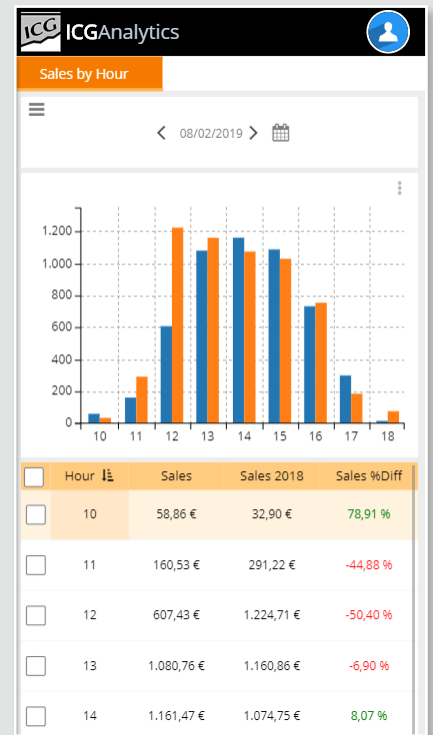 ICG ICGAnalytics
Sales by Hour
08/02/2019
1.200
1.000
800
600
400
200
0
10 11 12 13 14 15 16 17 18
Hour Sales Sales 2018 Sales %Diff
10 58,86 € 32,90 € 78,91 %
11 160,53 € 291,22 € -44,88 %
12 607,43 € 1.224,71 € -50,40 %
13 1.080,76 € 1.160,86 € -6,90 %
14 1.161,47 € 1.074,75 € 8,07 %